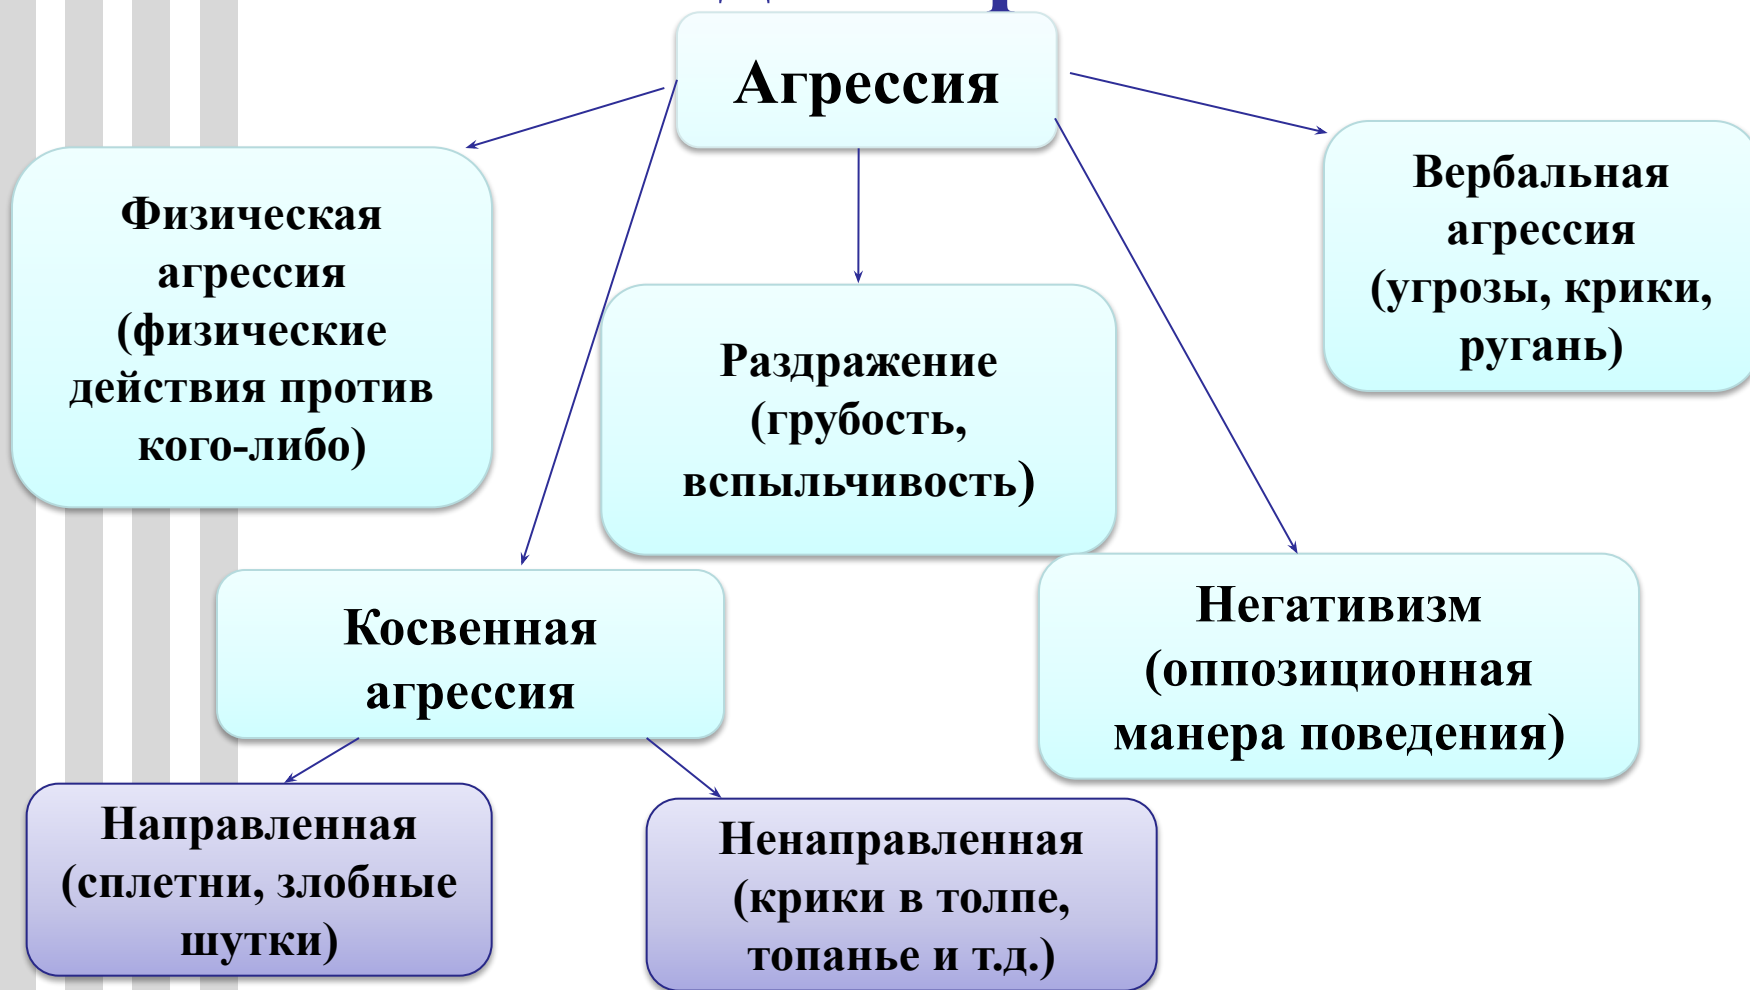 Агрессия
Физическая
агрессия
(физические
действия против
кого-либо)
Вербальная
агрессия
(угрозы, крики,
ругань)
Раздражение
(грубость,
вспыльчивость)
Косвенная
агрессия
Негативизм
(оппозиционная
манера поведения)
Направленная
(сплетни, злобные
шутки)
Ненаправленная
(крики в толпе,
топанье и т.д.)